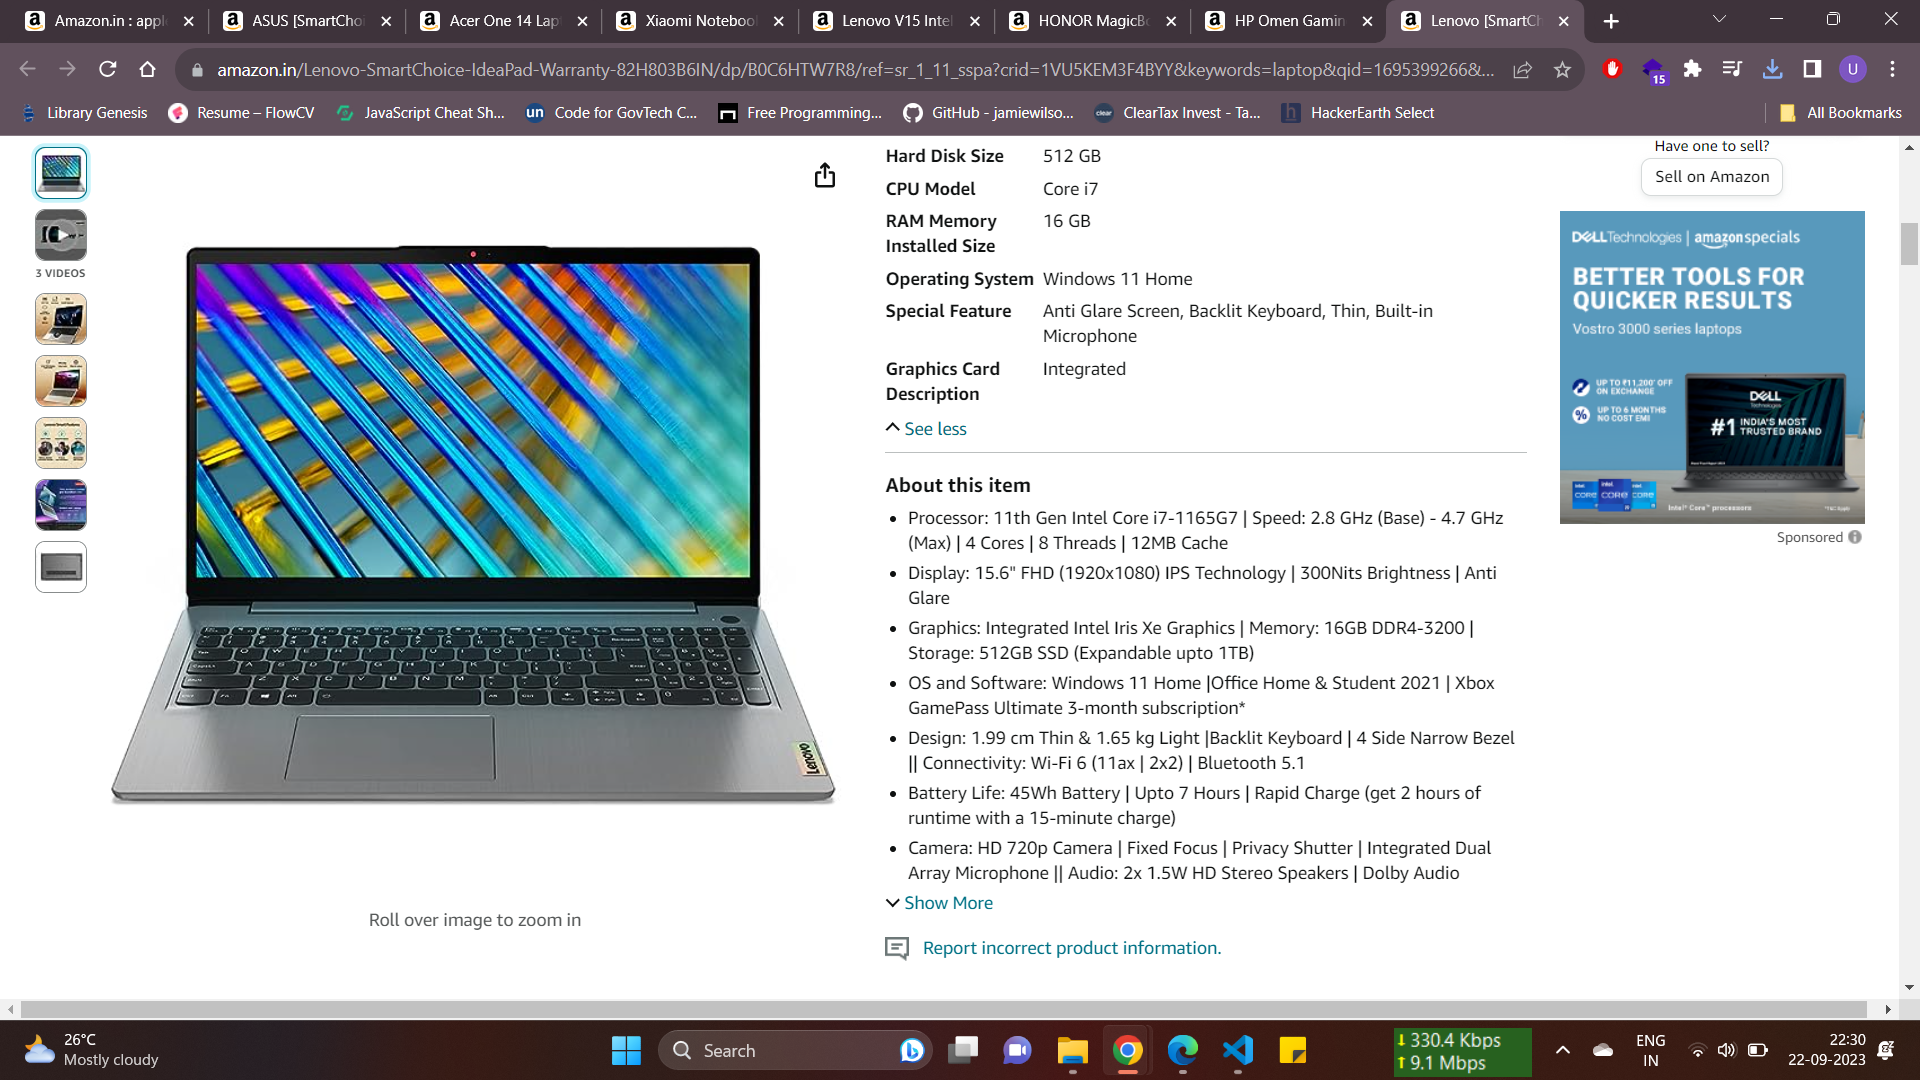 Amazon.in : appl
ASUS [SmartChoi
Acer One 14 Lap
Xiaomi Notebook
Lenovo V15 Intel
HONOR MagicBo
HP Omen Gamin
Lenovo [SmartCh
amazon.in/Lenovo-SmartChoice-IdeaPad-Warranty-82H803B6IN/dp/B0C6HTW7R8/ref=sr_1_11_sspa?crid=1VU5KEM3F4BYY&keywords=laptop&qid=1695399266&...
15
U
Library Genesis
Resume – FlowCV
JavaScript Cheat Sh...
un
Code for GovTech C...
Free Programming...
GitHub - jamiewilso...
clear
ClearTax Invest - Ta...
h
HackerEarth Select
All Bookmarks
3 VIDEOS
Lenovo
Roll over image to zoom in
Hard Disk Size 512 GB
CPU Model Core i7
RAM Memory 16 GB
Installed Size
Operating System Windows 11 Home
Special Feature Anti Glare Screen, Backlit Keyboard, Thin, Built-in
Microphone
Graphics Card Integrated
Description
See less
About this item
Processor: 11th Gen Intel Core i7-1165G7 | Speed: 2.8 GHz (Base) - 4.7 GHz
(Max) | 4 Cores | 8 Threads | 12MB Cache
Display: 15.6" FHD (1920x1080) IPS Technology | 300Nits Brightness | Anti
Glare
Graphics: Integrated Intel Iris Xe Graphics | Memory: 16GB DDR4-3200 |
Storage: 512GB SSD (Expandable upto 1TB)
OS and Software: Windows 11 Home |Office Home & Student 2021 | Xbox
GamePass Ultimate 3-month subscription*
Design: 1.99 cm Thin & 1.65 kg Light |Backlit Keyboard | 4 Side Narrow Bezel
|| Connectivity: Wi-Fi 6 (11ax | 2x2) | Bluetooth 5.1
Battery Life: 45Wh Battery | Upto 7 Hours | Rapid Charge (get 2 hours of
runtime with a 15-minute charge)
Camera: HD 720p Camera | Fixed Focus | Privacy Shutter | Integrated Dual
Array Microphone || Audio: 2x 1.5W HD Stereo Speakers | Dolby Audio
Show More
Report incorrect product information.
Have one to sell?
Sell on Amazon
DELLTechnologies | amazonspecials
BETTER TOOLS FOR
QUICKER RESULTS
Vostro 3000 series laptops
UP TO ₹11,200* OFF
ON EXCHANGE
UP TO 6 MONTHS
NO COST EMI
DELL
Technologies
#1 INDIA'S MOST
TRUSTED BRAND
intel core intel core intel core
Intel® Core™ processors
*T&C Apply
Sponsored
26°C
Mostly cloudy
Search
330.4 Kbps
9.1 Mbps
ENG
IN
22:30
22-09-2023